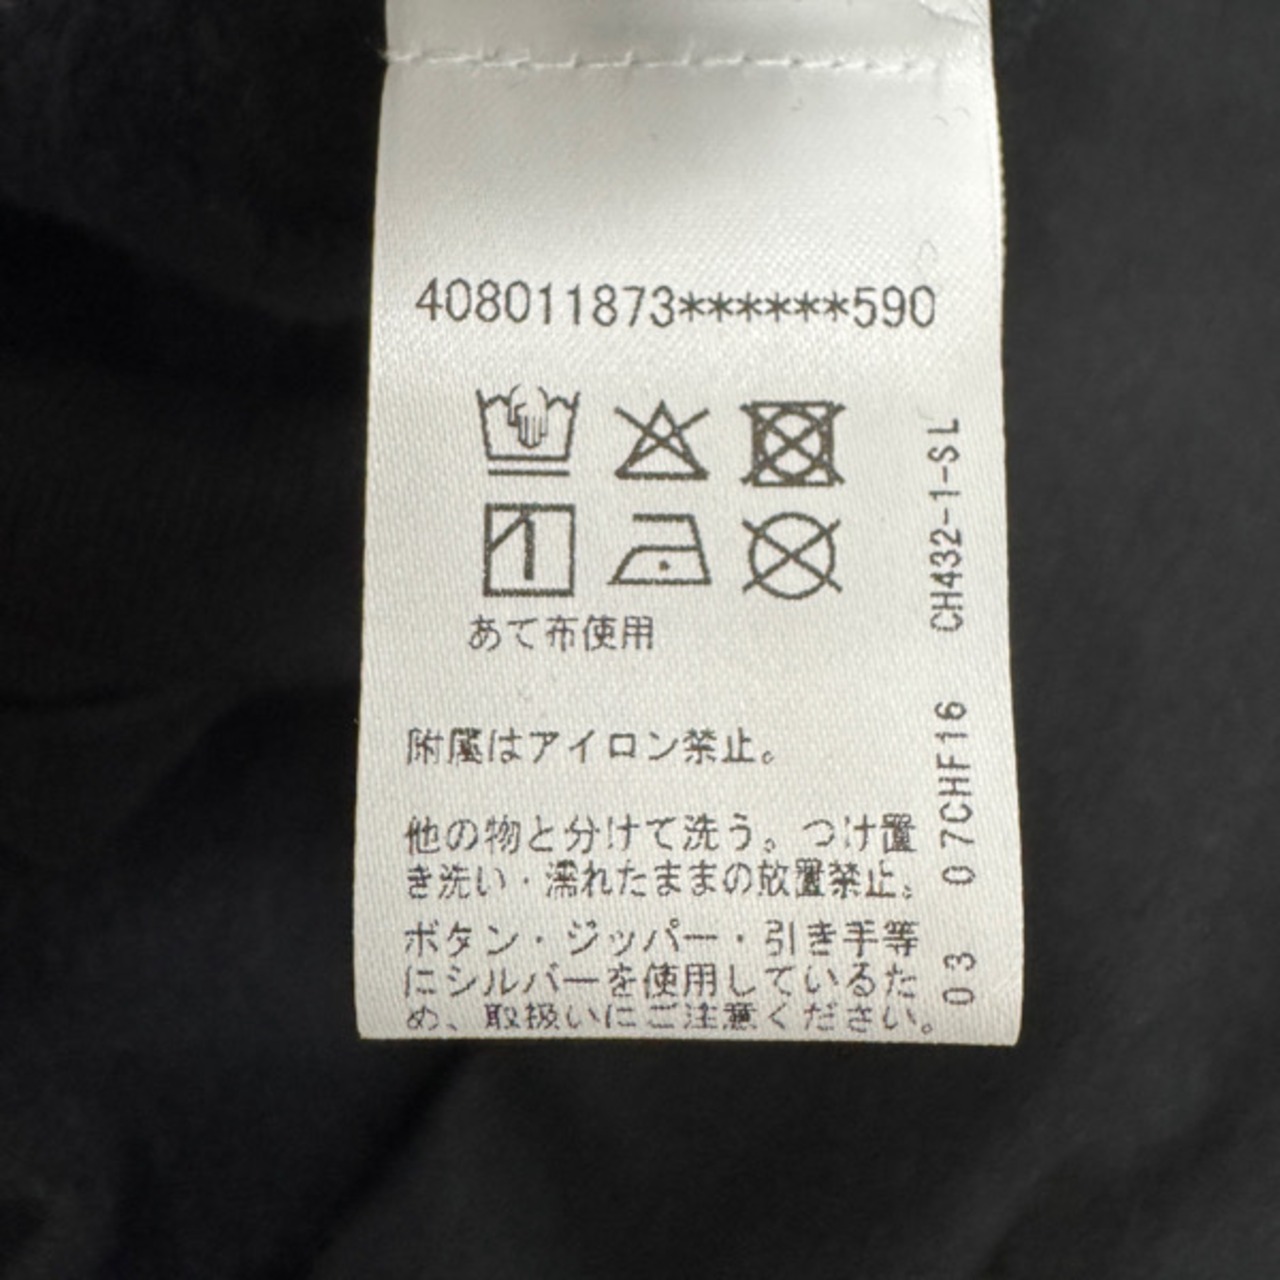 408011873******590
あて布使用
附属はアイロン禁止。
他の物と分けて洗う。つけ置
き洗い・濡れたままの放置禁止。
ボタン・ジッパー・引き手等
にシルバーを使用しているた
め、取扱いにご注意ください。
03 07CHF16 CH432-1-SL